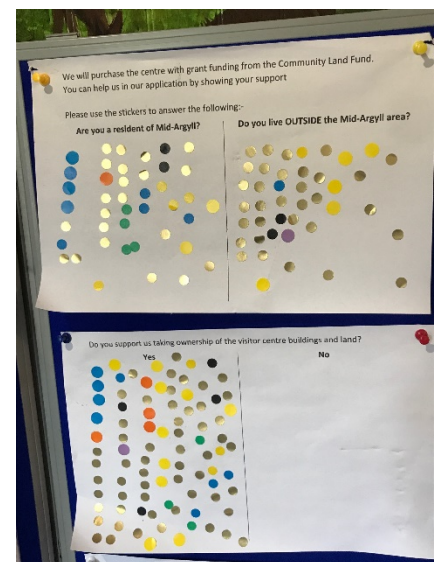 We will purchase the centre with grant funding from the Community Land Fund.
You can help us in our application by showing your support
Please use the stickers to answer the following:-
Are you a resident of Mid-Argyll?
Do you live OUTSIDE the Mid-Argyll area?
Do you support us taking ownership of the visitor centre buildings and land?
Yes
No